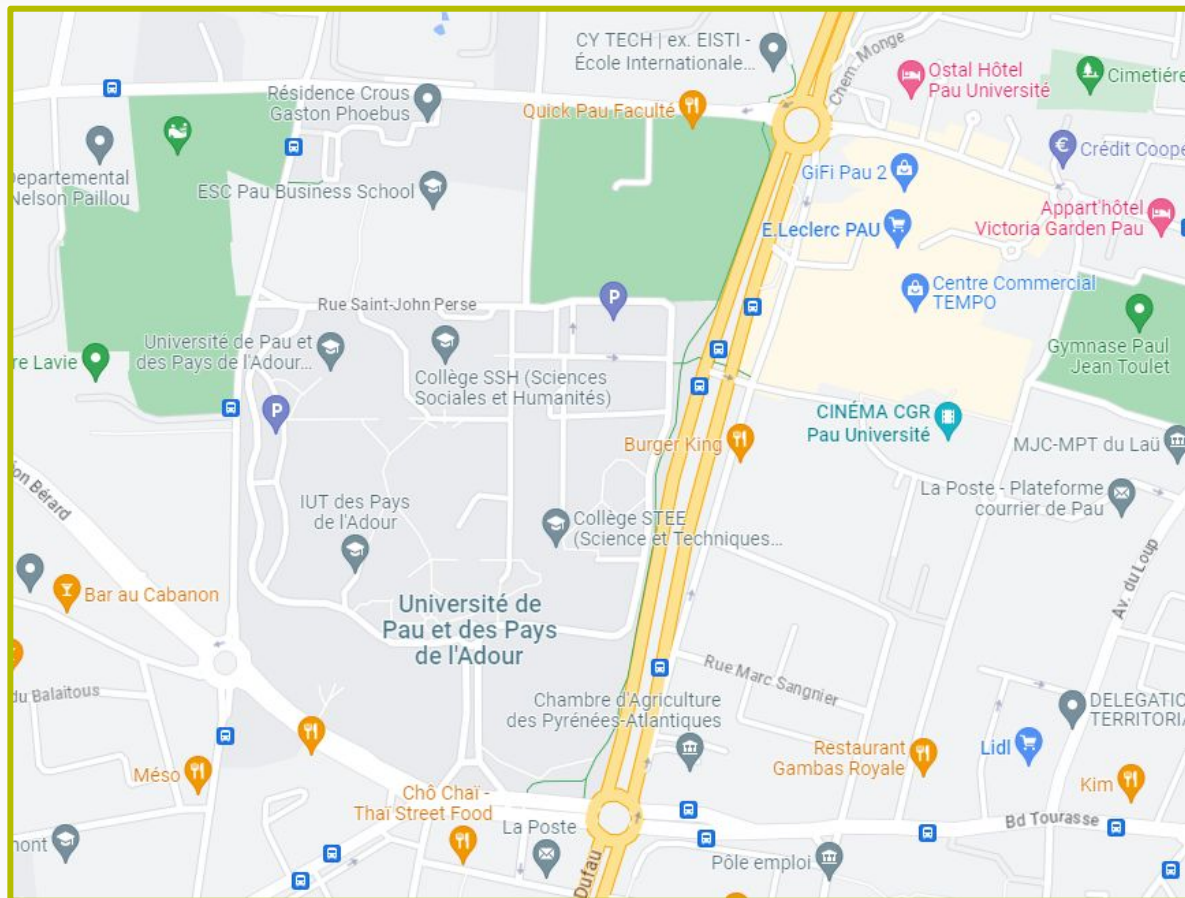 CY TECH | ex. EISTI -
École Internationale...
Chem. Monge
Ostal Hôtel
Pau Université
Cimetière
Résidence Crous
Gaston Phoebus
Quick Pau Faculté
Departemental
Nelson Paillou
ESC Pau Business School
GiFi Pau 2
Crédit Coopé
Appart'hôtel
Victoria Garden Pau
E.Leclerc PAU
Centre Commercial
TEMPO
P
Rue Saint-John Perse
Université de Pau et
des Pays de l'Adour...
Collège SSH (Sciences
Sociales et Humanités)
re Lavie
Gymnase Paul
Jean Toulet
P
CINÉMA CGR
Pau Université
Burger King
MJC-MPT du Laü
ion Bérard
IUT des Pays
de l'Adour
La Poste - Plateforme
courrier de Pau
Collège STEE
(Science et Techniques...
Av. du Loup
Bar au Cabanon
Université de
Pau et des Pays
de l'Adour
Rue Marc Sangnier
du Balaïtous
Chambre d'Agriculture
des Pyrénées-Atlantiques
DELEGATIO
TERRITORIA
Restaurant
Gambas Royale
Lidl
Méso
Kim
Chô Chaï -
Thaï Street Food
La Poste
Bd Tourasse
mont
Pôle emploi
Dufau